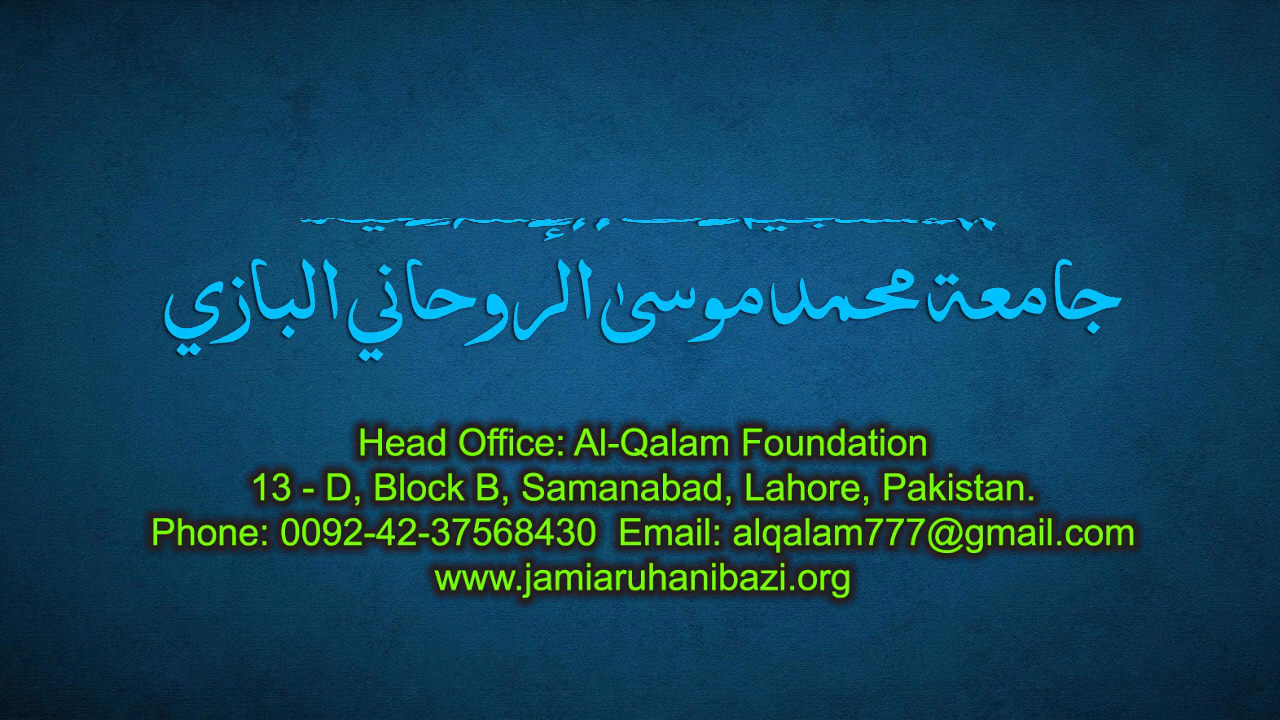 جامعة محمد موسىٰ الروحاني البازي
Head Office: Al-Qalam Foundation
13 - D, Block B, Samanabad, Lahore, Pakistan.
Phone: 0092-42-37568430 Email: alqalam777@gmail.com
www.jamiaruhanibazi.org